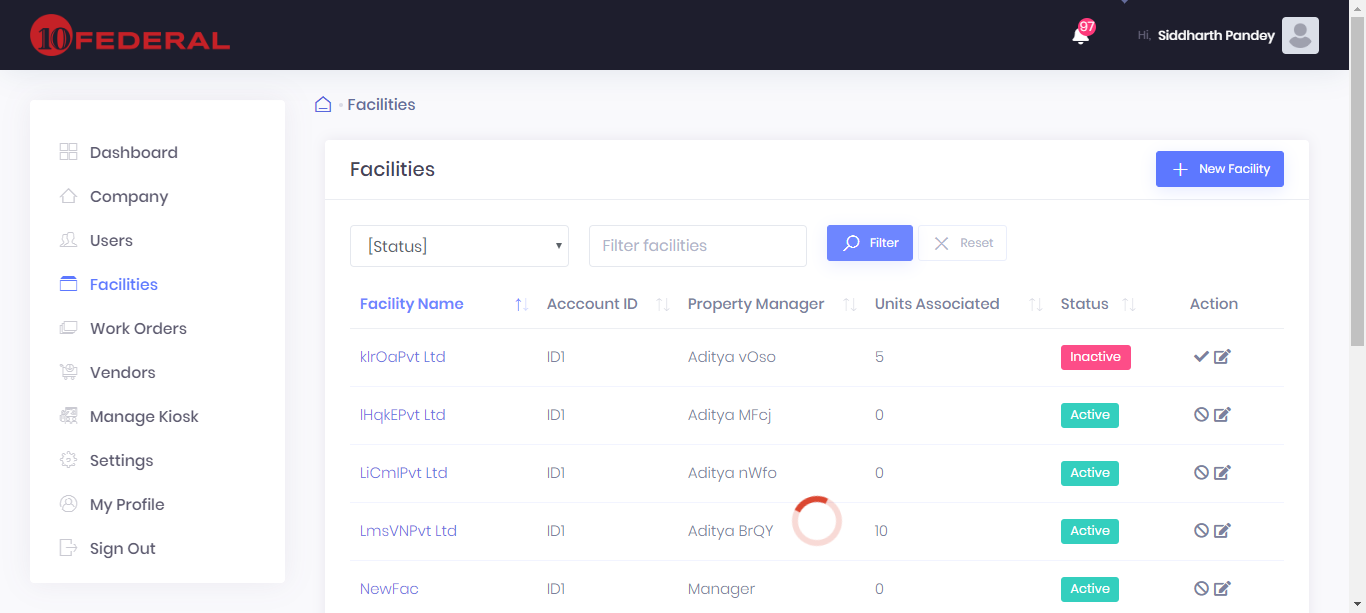 10 FEDERAL
97
Hi, Siddharth Pandey
Facilities
Dashboard
Company
Users
Facilities
Work Orders
Vendors
Manage Kiosk
Settings
My Profile
Sign Out
Facilities
New Facility
[Status]
Filter facilities
Filter
Reset
Facility Name Acccount ID Property Manager Units Associated Status Action
klrOaPvt Ltd ID1 Aditya vOso 5 Inactive
lHqkEPvt Ltd ID1 Aditya MFcj 0 Active
LiCmIPvt Ltd ID1 Aditya nWfo 0 Active
LmsVNPvt Ltd ID1 Aditya BrQY 10 Active
NewFac ID1 Manager 0 Active